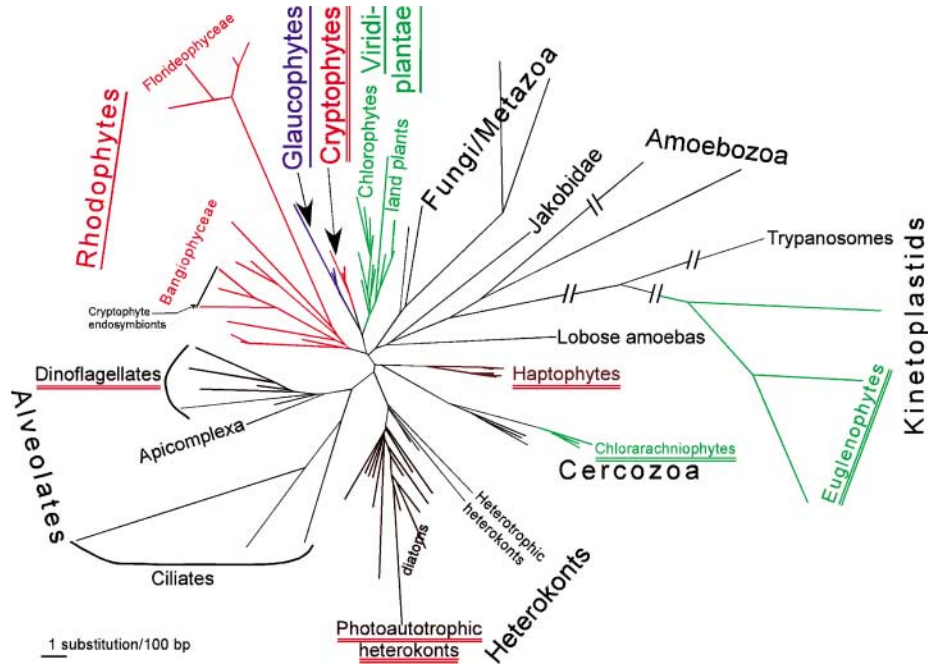 Florideophyceae
Rhodophytes
Glaucophytes
Cryptophytes
Viridi-
plantae
Chlorophytes
land plants
Fungi/Metazoa
Jakobidae
Amoebozoa
Trypanosomes
Kinetoplastids
Bangiophyceae
Cryptophyte
endosymbionts
Lobose amoebas
Dinoflagellates
Haptophytes
Euglenophytes
Alveolates
Apicomplexa
Chlorarachniophytes
Cercozoa
Heterotrophic
heterokonts
diatoms
Ciliates
Heterokonts
Photoautotrophic
heterokonts
1 substitution/100 bp